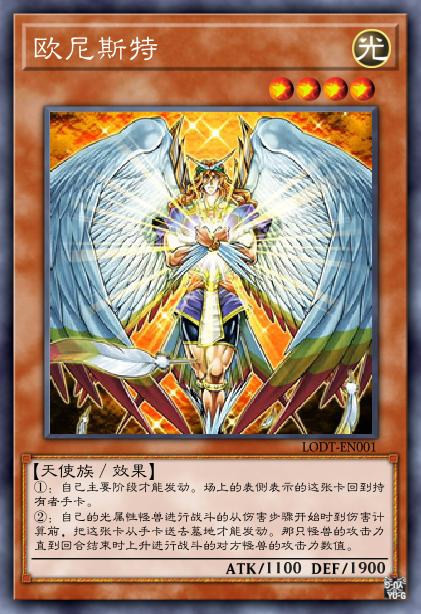 欧尼斯特
光
LODT-EN001
【天使族／效果】
①：自己主要阶段才能发动。场上的表侧表示的这张卡回到持
有者手卡。
②：自己的光属性怪兽进行战斗的从伤害步骤开始时到伤害计
算前，把这张卡从手卡送去墓地才能发动。那只怪兽的攻击力
直到回合结束时上升进行战斗的对方怪兽的攻击力数值。
ATK/1100 DEF/1900